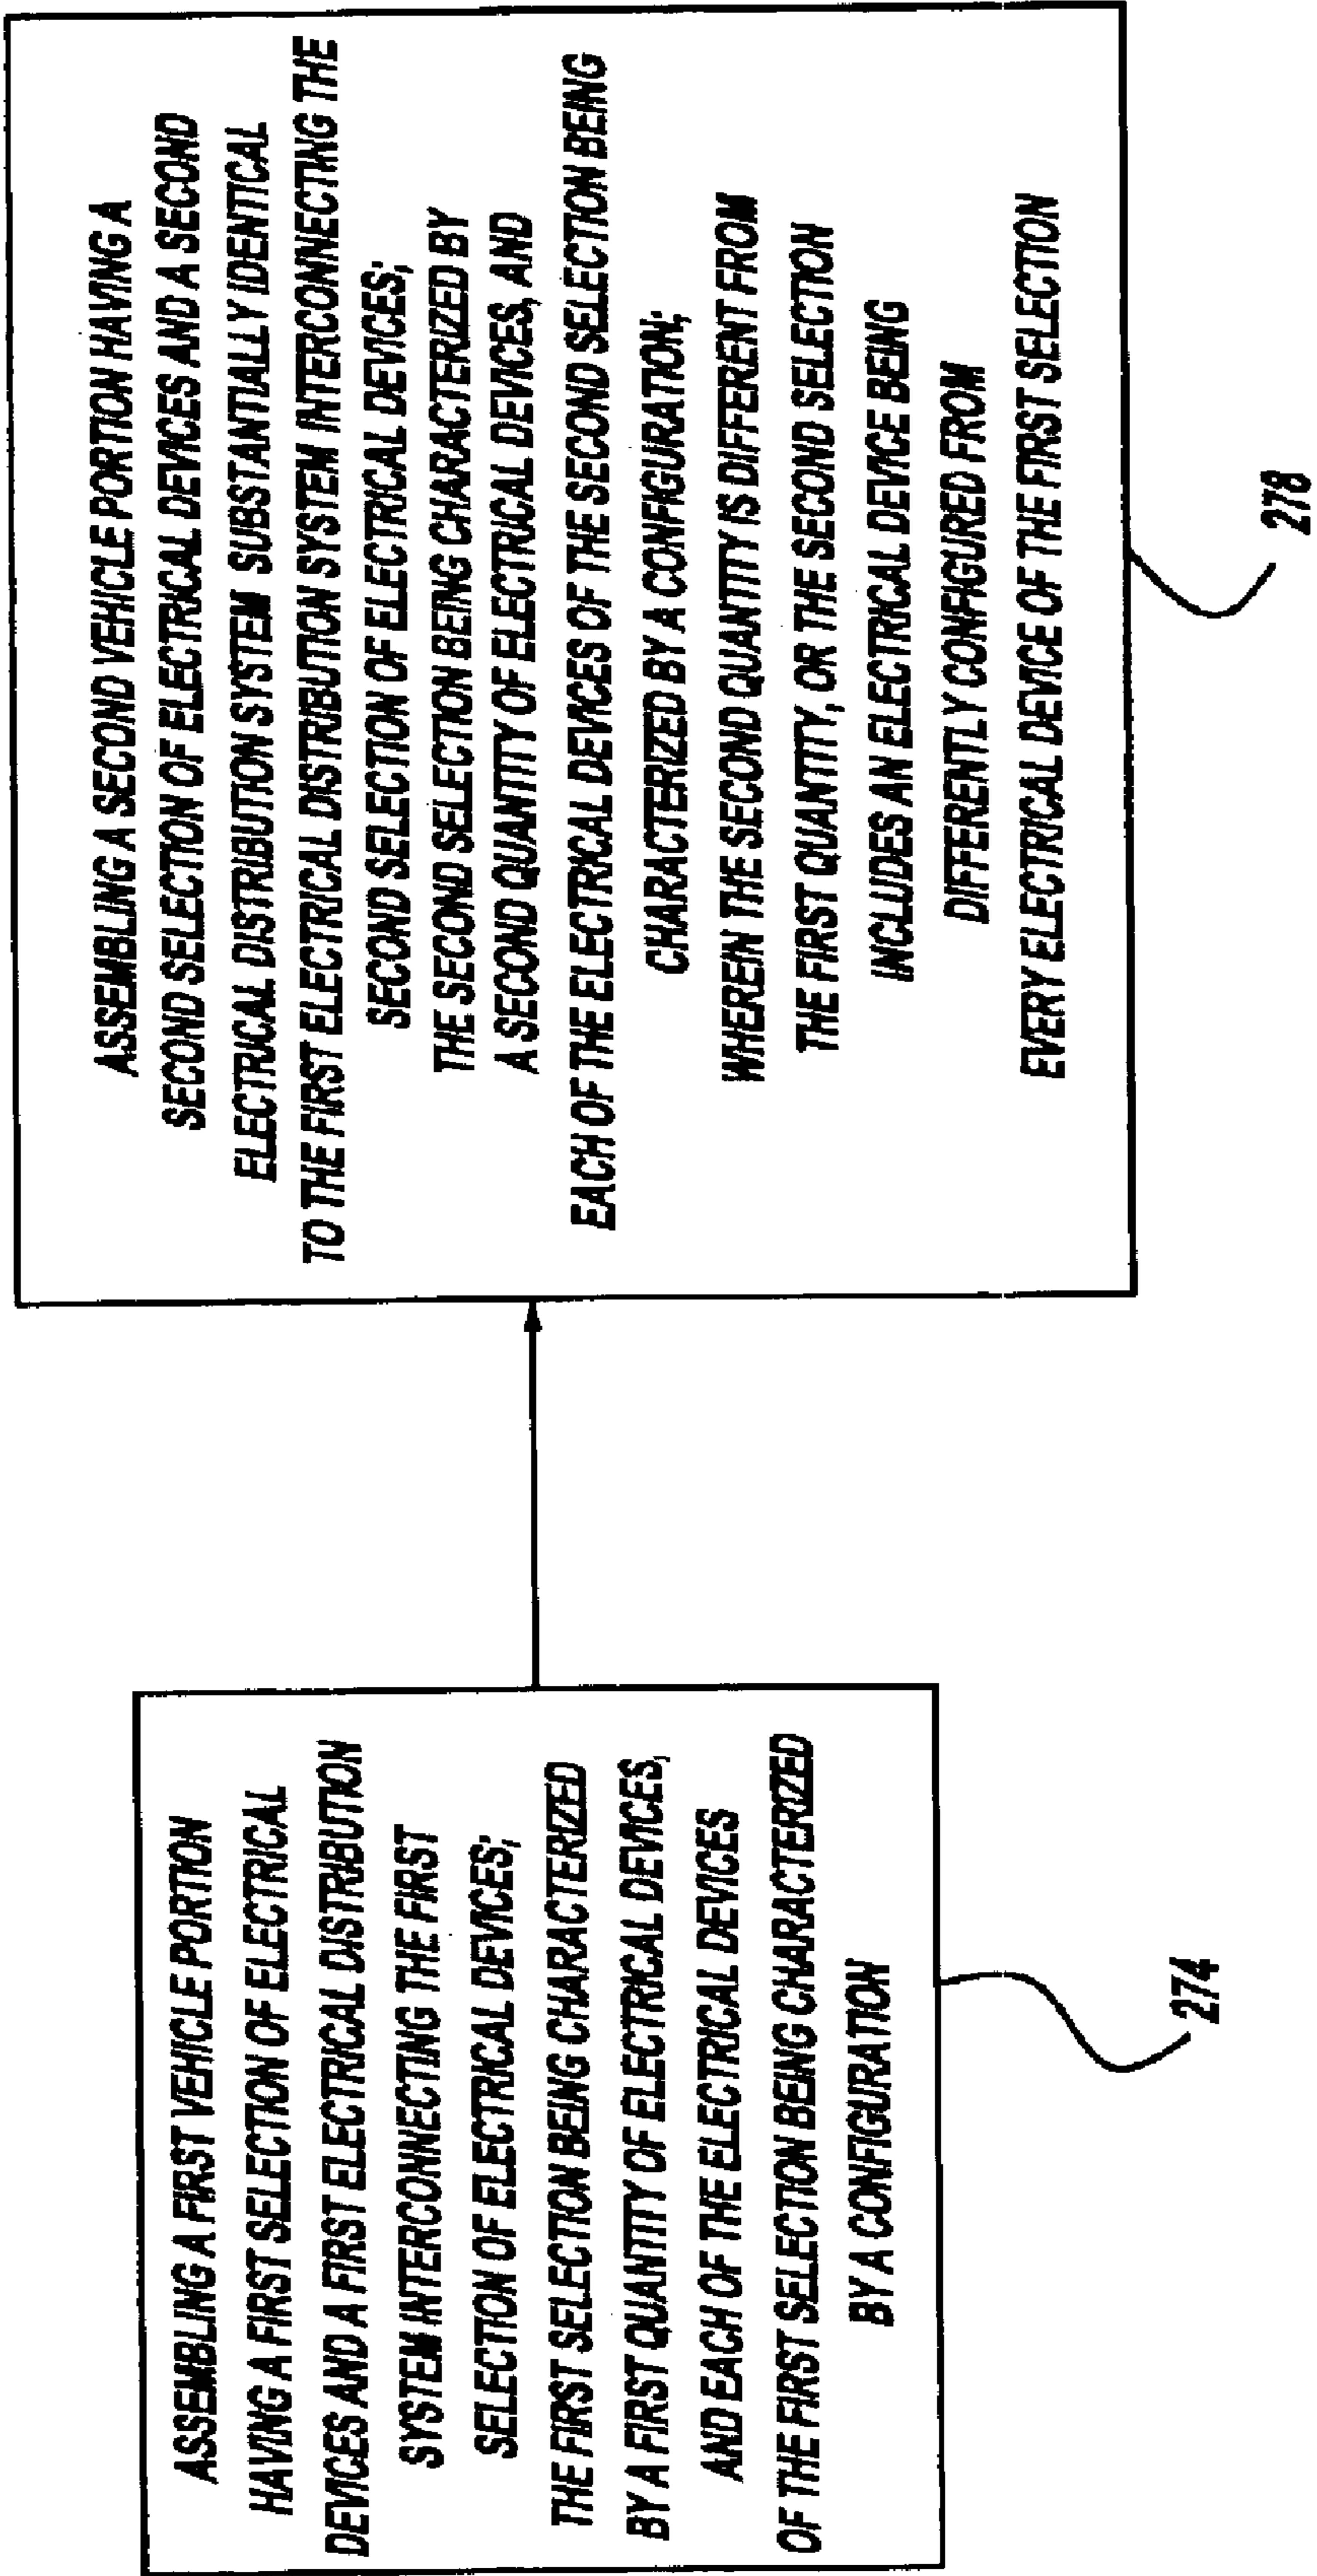 ASSEMBLING A FIRST VEHICLE PORTION
HAVING A FIRST SELECTION OF ELECTRICAL
DEVICES AND A FIRST ELECTRICAL DISTRIBUTION
SYSTEM INTERCONNECTING THE FIRST
SELECTION OF ELECTRICAL DEVICES;
THE FIRST SELECTION BEING CHARACTERIZED
BY A FIRST QUANTITY OF ELECTRICAL DEVICES,
AND EACH OF THE ELECTRICAL DEVICES
OF THE FIRST SELECTION BEING CHARACTERIZED
BY A CONFIGURATION
274
ASSEMBLING A SECOND VEHICLE PORTION HAVING A
SECOND SELECTION OF ELECTRICAL DEVICES AND A SECOND
ELECTRICAL DISTRIBUTION SYSTEM SUBSTANTIALLY IDENTICAL
TO THE FIRST ELECTRICAL DISTRIBUTION SYSTEM INTERCONNECTING THE
SECOND SELECTION OF ELECTRICAL DEVICES;
THE SECOND SELECTION BEING CHARACTERIZED BY
A SECOND QUANTITY OF ELECTRICAL DEVICES, AND
EACH OF THE ELECTRICAL DEVICES OF THE SECOND SELECTION BEING
CHARACTERIZED BY A CONFIGURATION;
WHEREIN THE SECOND QUANTITY IS DIFFERENT FROM
THE FIRST QUANTITY, OR THE SECOND SELECTION
INCLUDES AN ELECTRICAL DEVICE BEING
DIFFERENTLY CONFIGURED FROM
EVERY ELECTRICAL DEVICE OF THE FIRST SELECTION
278